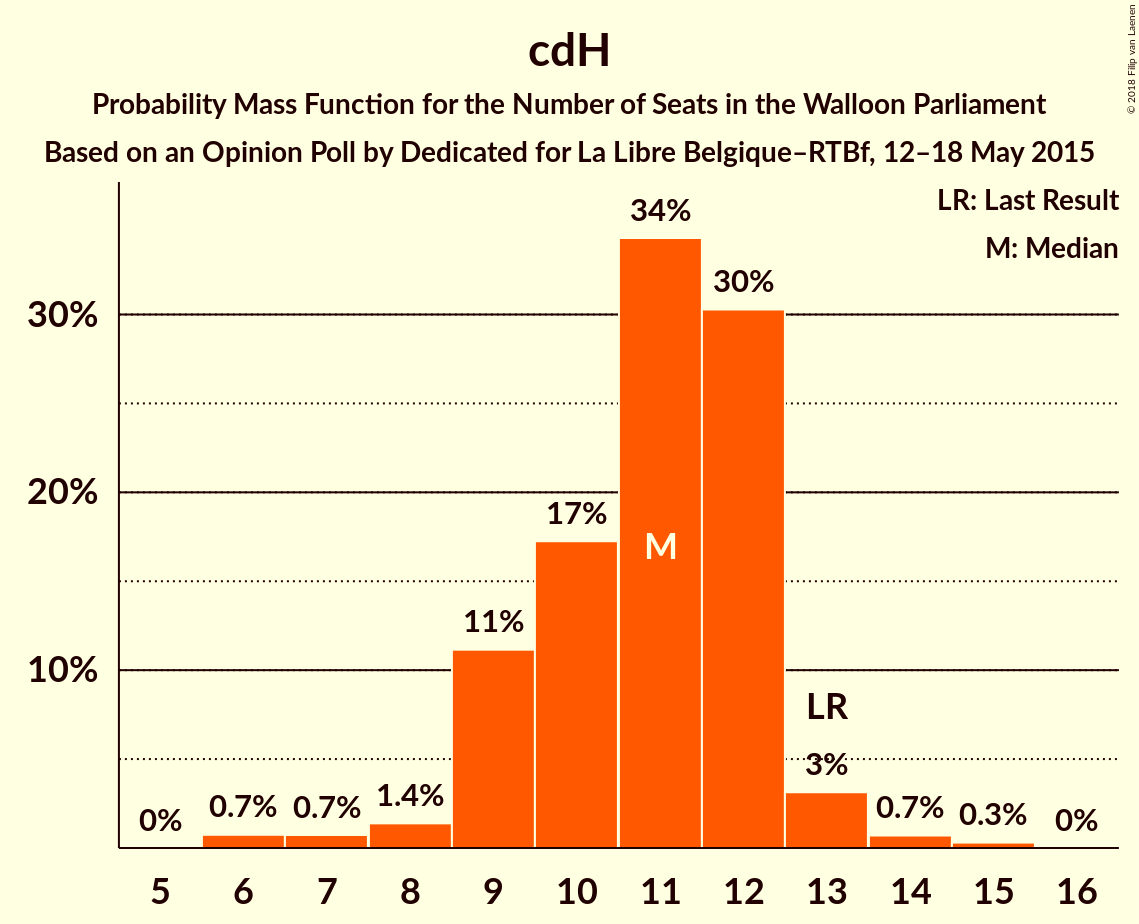 cdH
Probability Mass Function for the Number of Seats in the Walloon Parliament
Based on an Opinion Poll by Dedicated for La Libre Belgique–RTBf, 12–18 May 2015
© 2018 Filip van Laenen
LR: Last Result
M: Median
30%
20%
10%
0%
0.7%
0.7%
1.4%
11%
17%
34%
M
30%
LR
3%
0.7%
0.3%
0%
5 6 7 8 9 10 11 12 13 14 15 16